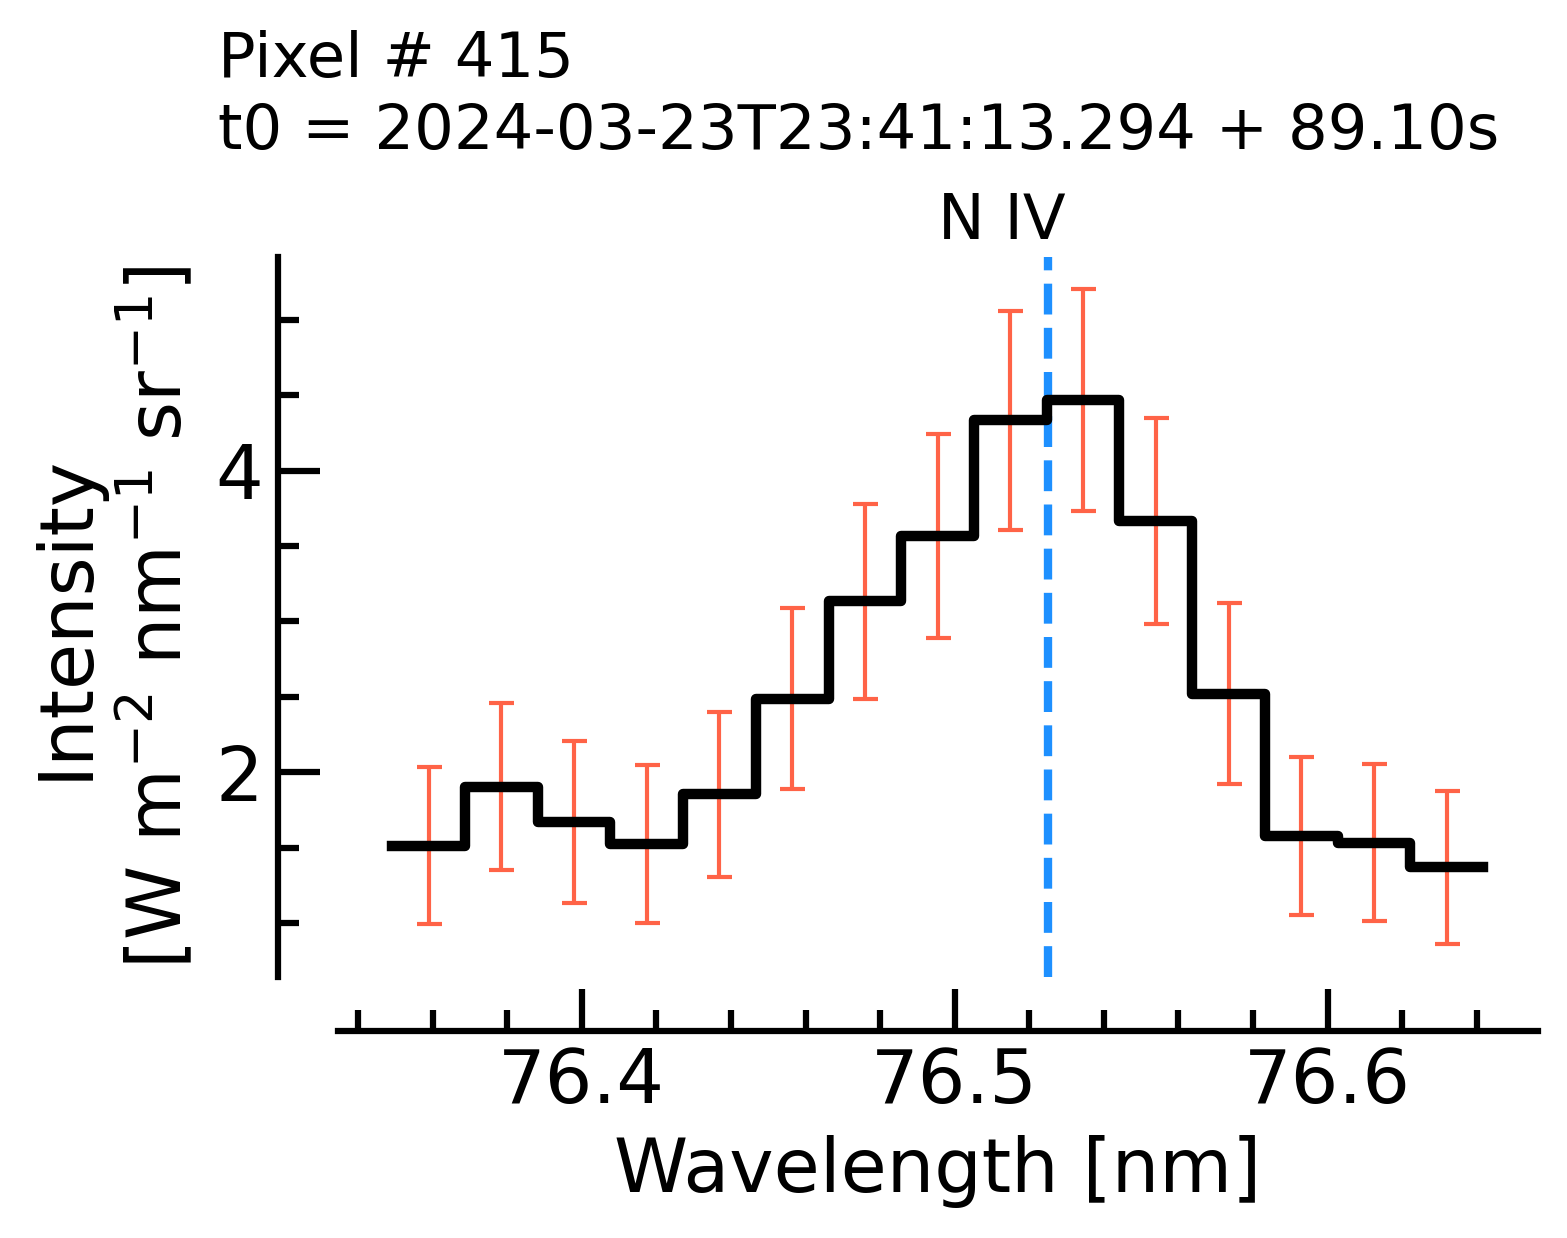 Pixel # 415
t0 = 2024-03-23T23:41:13.294 + 89.10s
N IV
Intensity
[W m⁻² nm⁻¹ sr⁻¹]
4
2
76.4 76.5 76.6
Wavelength [nm]